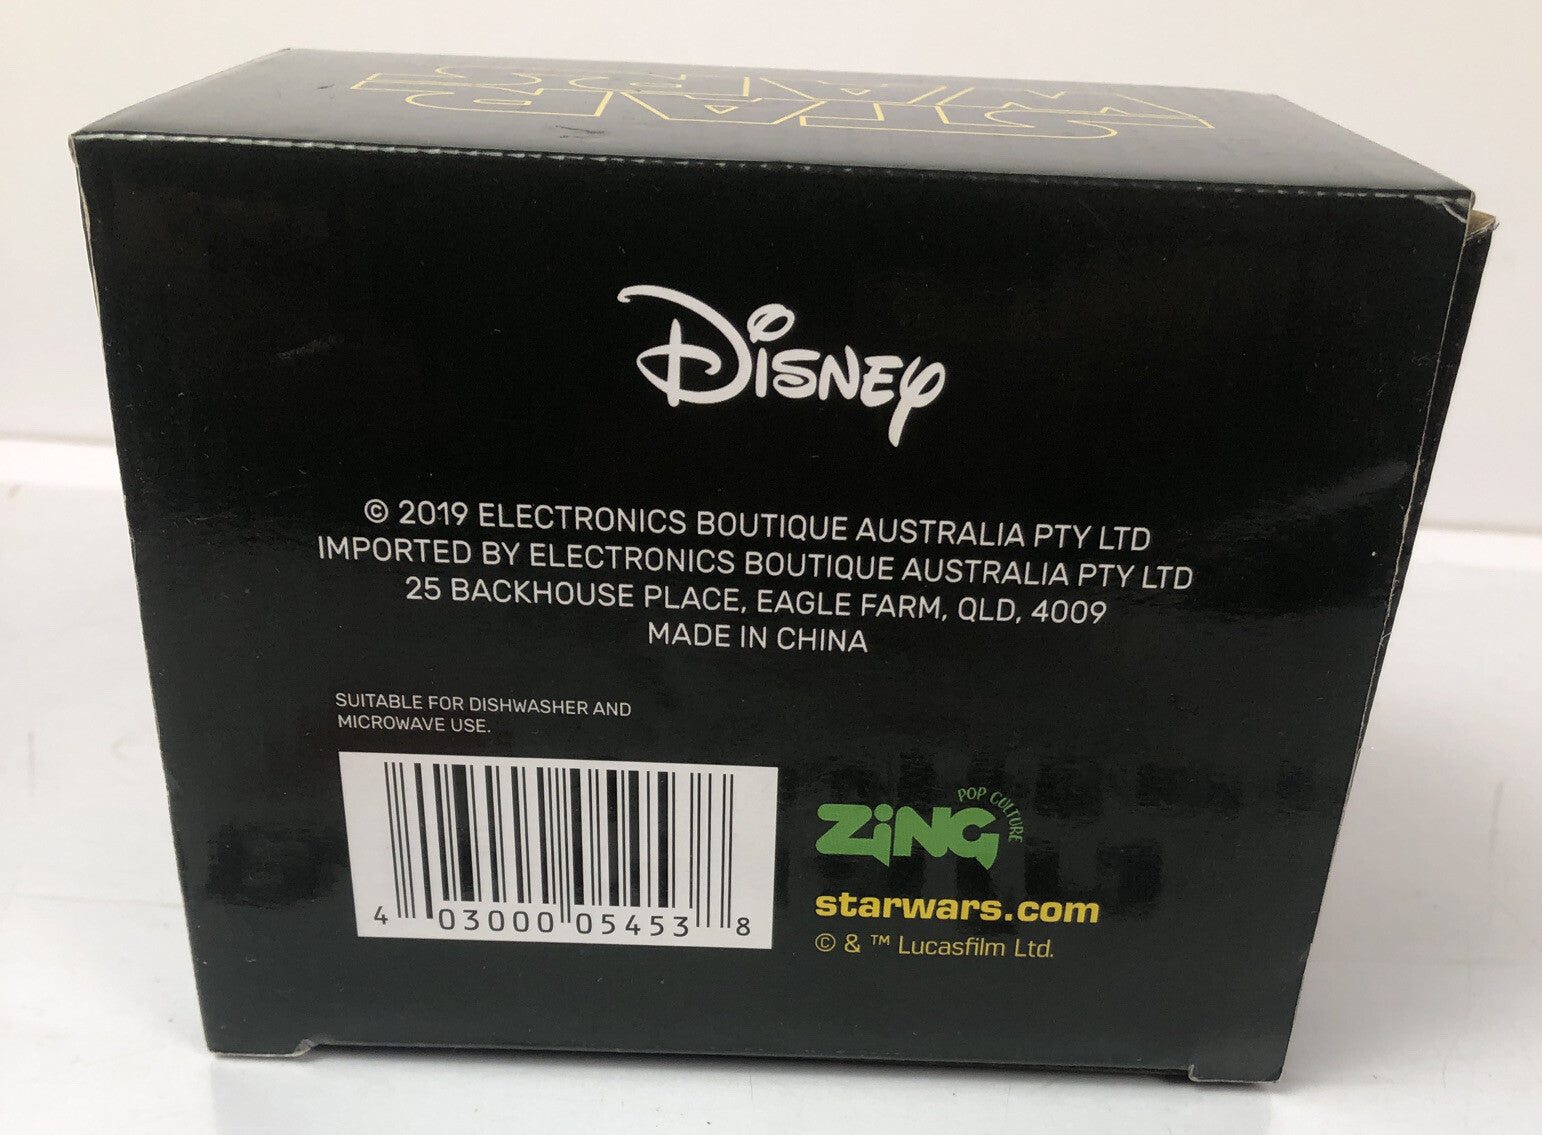 STAR
WARS
Disney
© 2019 ELECTRONICS BOUTIQUE AUSTRALIA PTY LTD
IMPORTED BY ELECTRONICS BOUTIQUE AUSTRALIA PTY LTD
25 BACKHOUSE PLACE, EAGLE FARM, QLD, 4009
MADE IN CHINA
SUITABLE FOR DISHWASHER AND
MICROWAVE USE.
4 03000 05453 8
ZiNG POP CULTURE
starwars.com
© & ™ Lucasfilm Ltd.